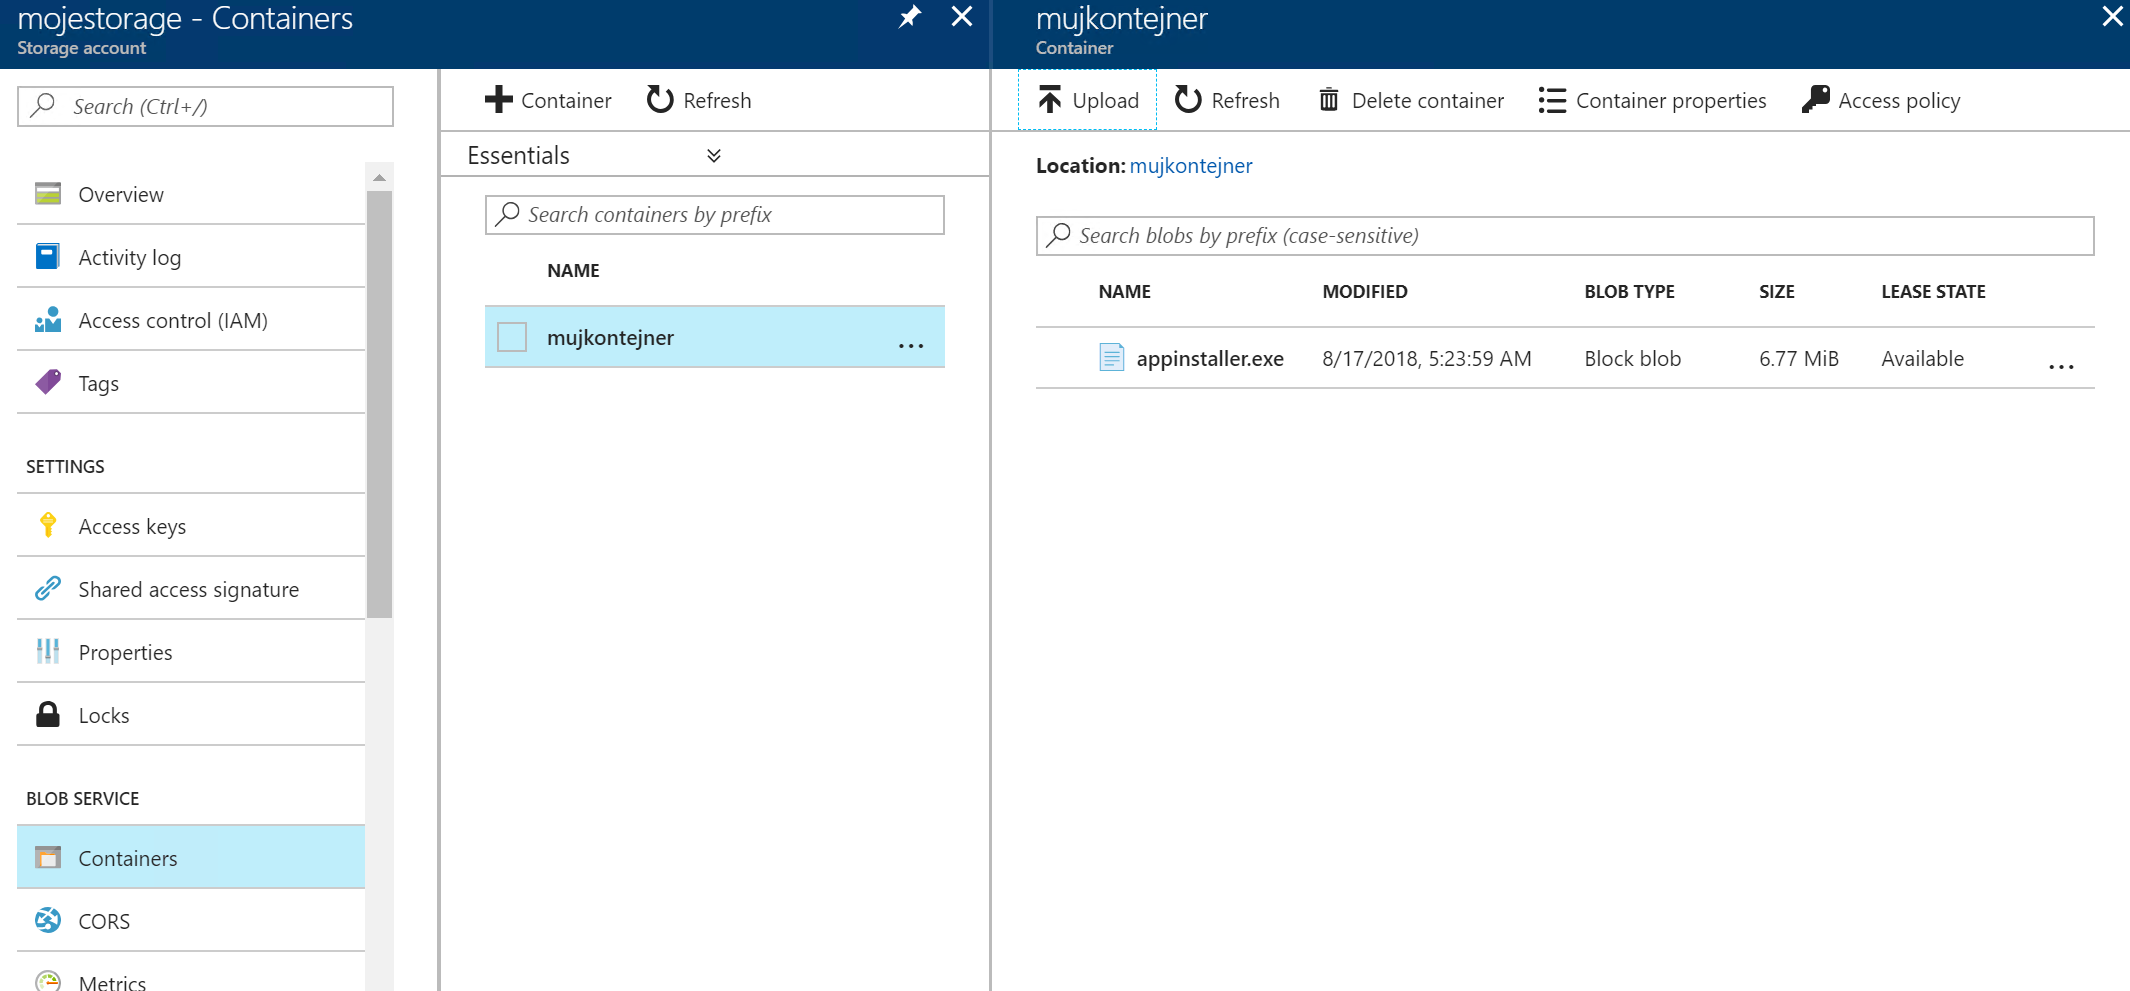 mojestorage - Containers
Storage account
Search (Ctrl+/)
Overview
Activity log
Access control (IAM)
Tags
SETTINGS
Access keys
Shared access signature
Properties
Locks
BLOB SERVICE
Containers
CORS
Metrics
Container Refresh
Essentials
Search containers by prefix
NAME
mujkontejner ...
mujkontejner
Container
Upload Refresh Delete container Container properties Access policy
Location: mujkontejner
Search blobs by prefix (case-sensitive)
NAME MODIFIED BLOB TYPE SIZE LEASE STATE
appinstaller.exe 8/17/2018, 5:23:59 AM Block blob 6.77 MiB Available ...